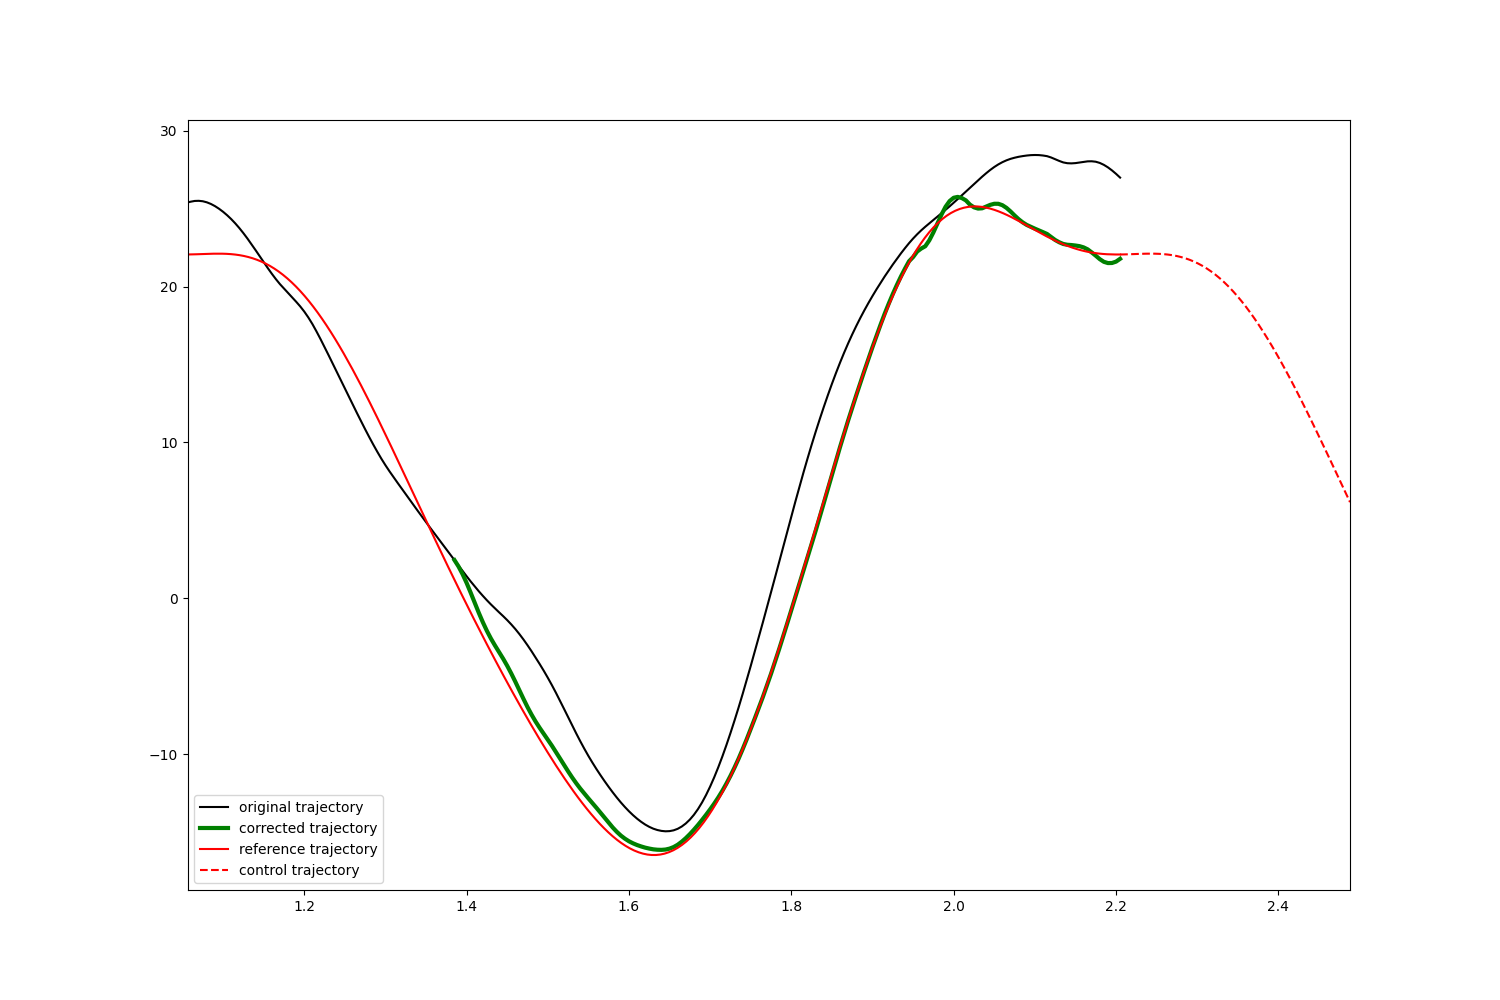 30
20
10
0
−10
original trajectory
corrected trajectory
reference trajectory
control trajectory
1.2 1.4 1.6 1.8 2.0 2.2 2.4